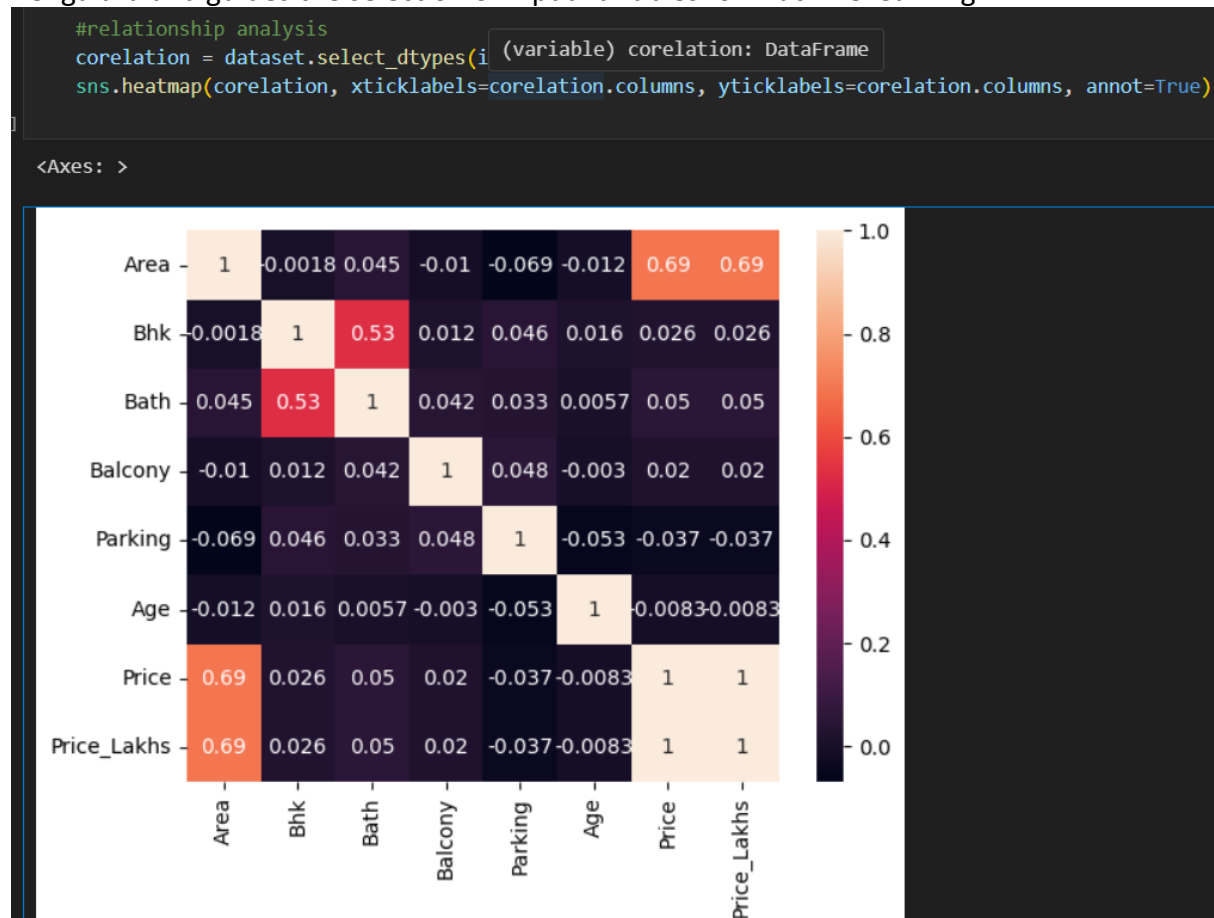 #relationship analysis
corelation = dataset.select_dtypes(i
(variable) corelation: DataFrame
sns.heatmap(corelation, xticklabels=corelation.columns, yticklabels=corelation.columns, annot=True)
]
<Axes: >
Area 1 -0.0018 0.045 -0.01 -0.069 -0.012 0.69 0.69
Bhk -0.0018 1 0.53 0.012 0.046 0.016 0.026 0.026
Bath 0.045 0.53 1 0.042 0.033 0.0057 0.05 0.05
Balcony -0.01 0.012 0.042 1 0.048 -0.003 0.02 0.02
Parking -0.069 0.046 0.033 0.048 1 -0.053 -0.037 -0.037
Age -0.012 0.016 0.0057 -0.003 -0.053 1 -0.0083 -0.0083
Price 0.69 0.026 0.05 0.02 -0.037 -0.0083 1 1
Price_Lakhs 0.69 0.026 0.05 0.02 -0.037 -0.0083 1 1
Area
Bhk
Bath
Balcony
Parking
Age
Price
Price_Lakhs
1.0
0.8
0.6
0.4
0.2
0.0